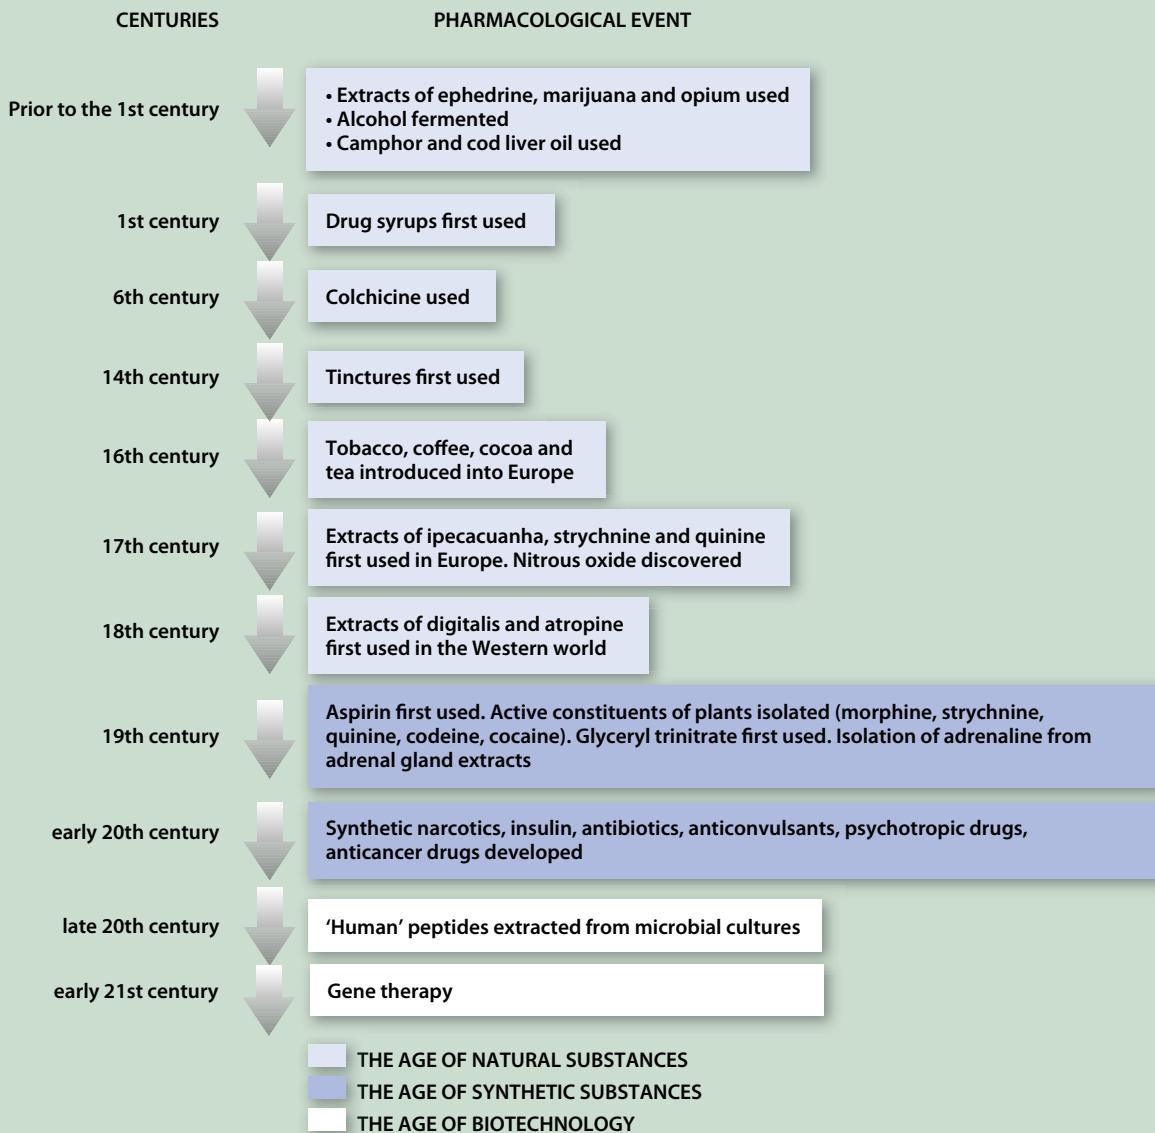 CENTURIES
PHARMACOLOGICAL EVENT
Prior to the 1st century
• Extracts of ephedrine, marijuana and opium used
• Alcohol fermented
• Camphor and cod liver oil used
1st century
Drug syrups first used
6th century
Colchicine used
14th century
Tinctures first used
16th century
Tobacco, coffee, cocoa and
tea introduced into Europe
17th century
Extracts of ipecacuanha, strychnine and quinine
first used in Europe. Nitrous oxide discovered
18th century
Extracts of digitalis and atropine
first used in the Western world
19th century
Aspirin first used. Active constituents of plants isolated (morphine, strychnine,
quinine, codeine, cocaine). Glyceryl trinitrate first used. Isolation of adrenaline from
adrenal gland extracts
early 20th century
Synthetic narcotics, insulin, antibiotics, anticonvulsants, psychotropic drugs,
anticancer drugs developed
late 20th century
‘Human’ peptides extracted from microbial cultures
early 21st century
Gene therapy
THE AGE OF NATURAL SUBSTANCES
THE AGE OF SYNTHETIC SUBSTANCES
THE AGE OF BIOTECHNOLOGY